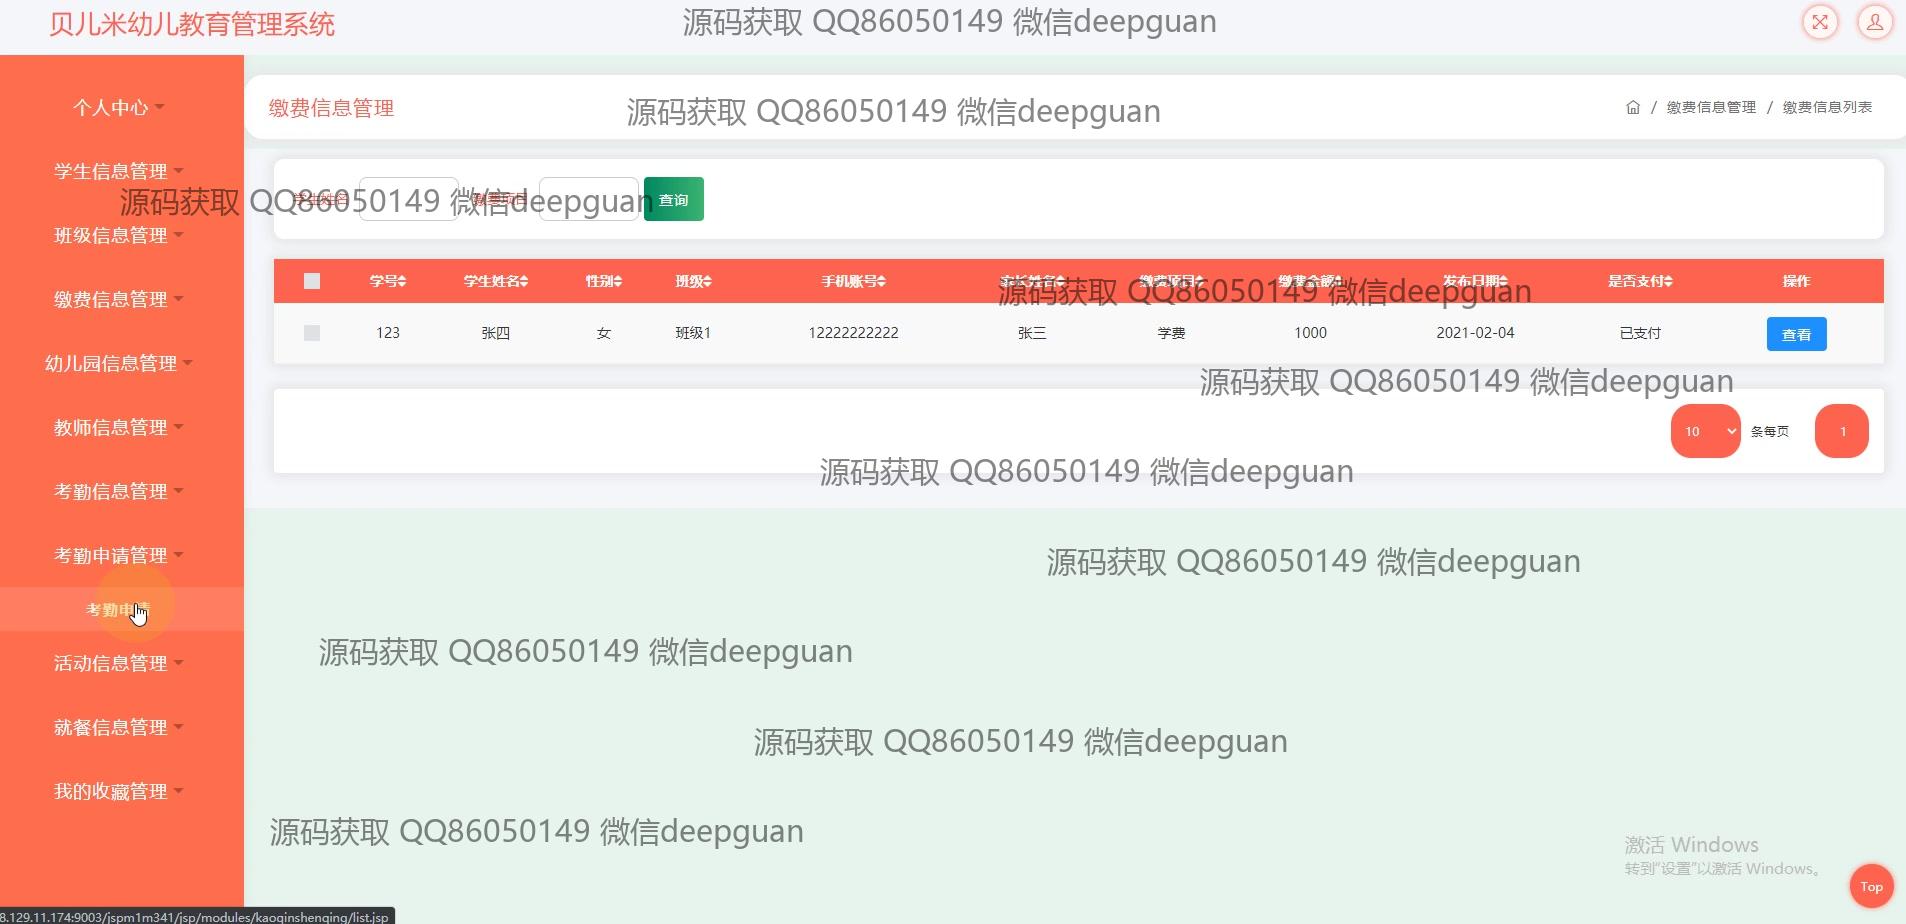 贝儿米幼儿教育管理系统
源码获取 QQ86050149 微信deepguan
个人中心
缴费信息管理
源码获取 QQ86050149 微信deepguan
/ 缴费信息管理 / 缴费信息列表
学生信息管理
源码获取 QQ86050149 微信deepguan
学生姓名
缴费项目
查询
班级信息管理
学号 学生姓名 性别 班级 手机账号 家长姓名 缴费项目 缴费金额 发布日期 是否支付 操作
源码获取 QQ86050149 微信deepguan
缴费信息管理
123 张四 女 班级1 12222222222 张三 学费 1000 2021-02-04 已支付 查看
幼儿园信息管理
源码获取 QQ86050149 微信deepguan
教师信息管理
10 条每页 1
源码获取 QQ86050149 微信deepguan
考勤信息管理
考勤申请管理
源码获取 QQ86050149 微信deepguan
考勤申请
源码获取 QQ86050149 微信deepguan
活动信息管理
就餐信息管理
源码获取 QQ86050149 微信deepguan
我的收藏管理
源码获取 QQ86050149 微信deepguan
激活 Windows
转到“设置”以激活 Windows。
Top
8.129.11.174:9003/jspm1m341/jsp/modules/kaoqinshenqing/list.jsp